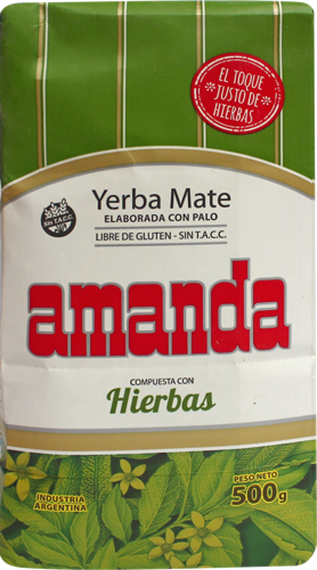 EL TOQUE
JUSTO DE
HIERBAS
SIN T.A.C.C.
Yerba Mate
ELABORADA CON PALO
LIBRE DE GLUTEN - SIN T.A.C.C.
amanda
COMPUESTA CON
Hierbas
INDUSTRIA
ARGENTINA
PESO NETO
500g